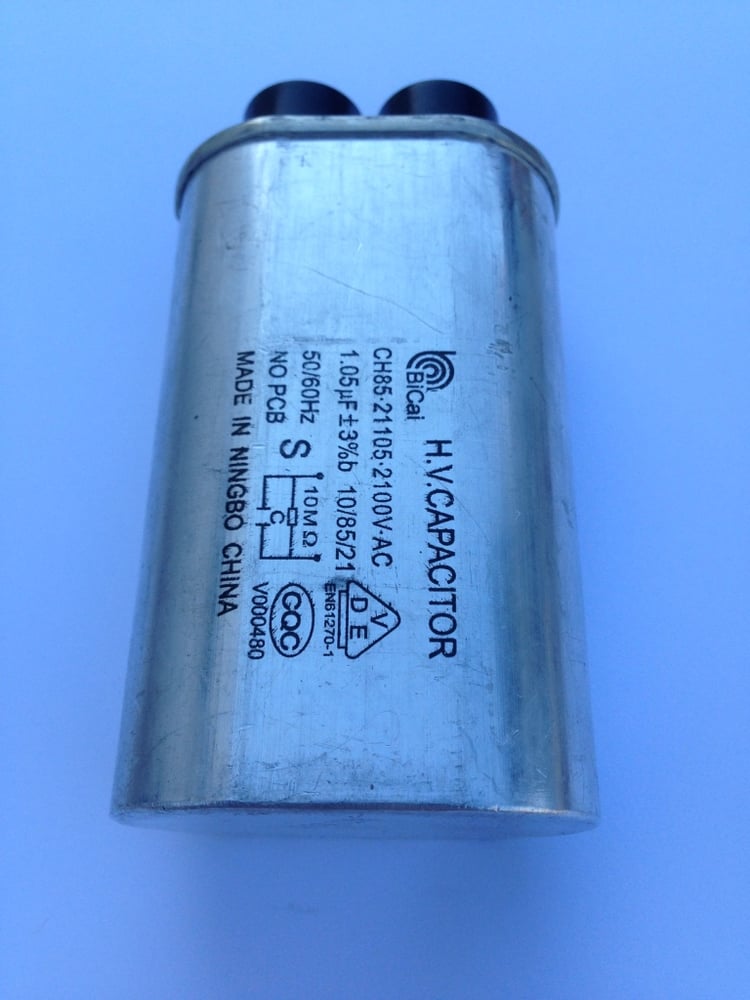 BiCai
H.V.CAPACITOR
CH85-21105-2100V-AC
1.05µF±3%b 10/85/21
50/60Hz S 10MΩ
C
NO PCB
MADE IN NINGBO CHINA
V
D E
EN61270-1
CQC
V000480